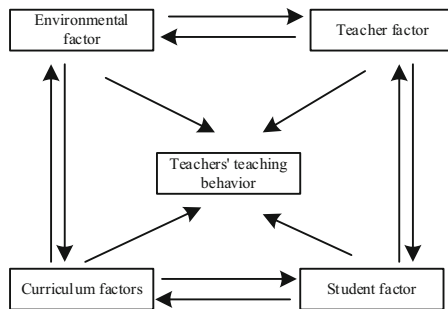 Environmental
factor
Teacher factor
Teachers' teaching
behavior
Curriculum factors
Student factor